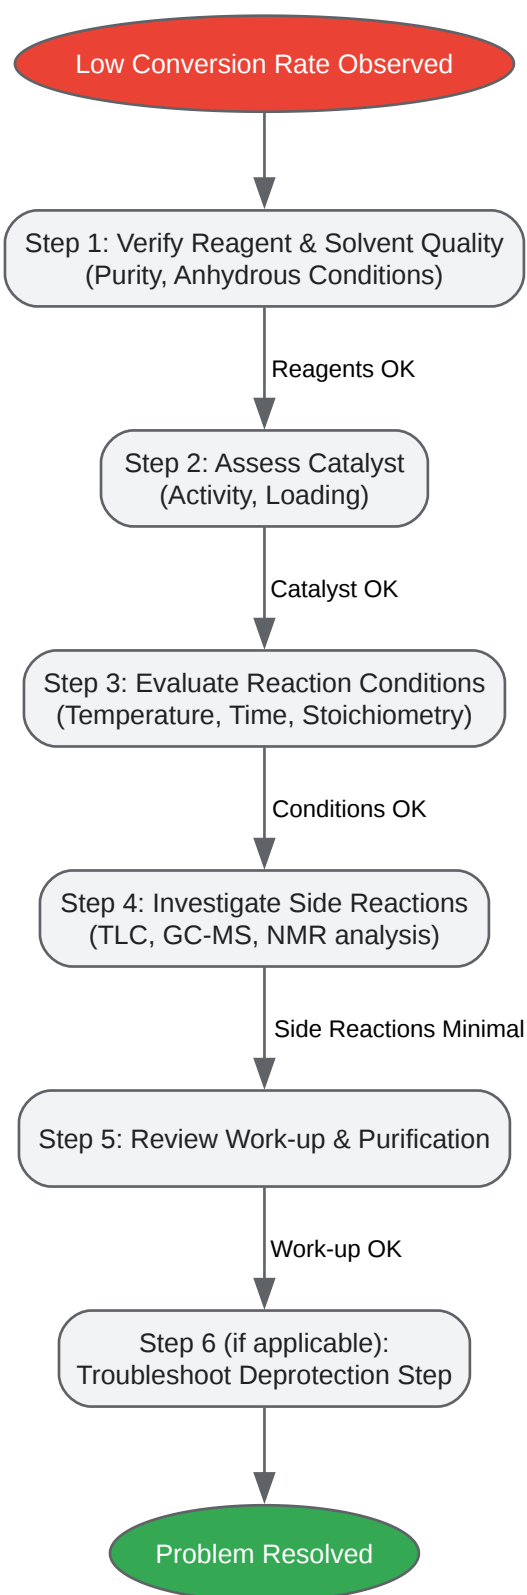 Low Conversion Rate Observed
Step 1: Verify Reagent & Solvent Quality
(Purity, Anhydrous Conditions)
Reagents OK
Step 2: Assess Catalyst
(Activity, Loading)
Catalyst OK
Step 3: Evaluate Reaction Conditions
(Temperature, Time, Stoichiometry)
Conditions OK
Step 4: Investigate Side Reactions
(TLC, GC-MS, NMR analysis)
Side Reactions Minimal
Step 5: Review Work-up & Purification
Work-up OK
Step 6 (if applicable):
Troubleshoot Deprotection Step
Problem Resolved